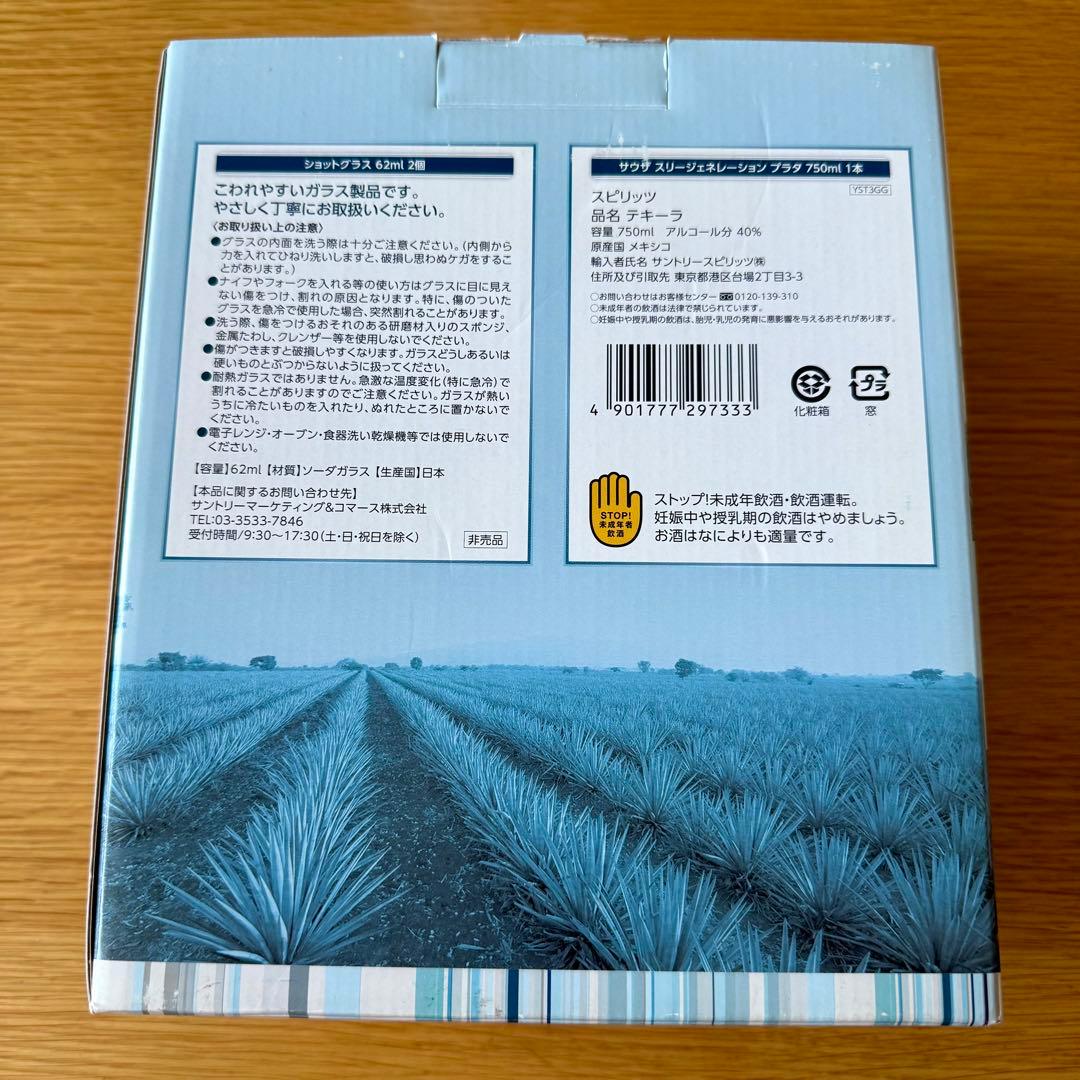 ショットグラス 62ml 2個
こわれやすいガラス製品です。
やさしく丁寧にお取扱いください。
〈お取り扱い上の注意〉
●グラスの内面を洗う際は十分ご注意ください。(内側から
力を入れてひねり洗いしますと、破損し思わぬケガをするこ
とがあります。)
●ナイフやフォークを入れる等の使い方はグラスに目に見え
ない傷をつけ、割れの原因となります。特に、傷のついた
グラスを急冷で使用した場合、突然割れることがあります。
●洗う際、傷をつけるおそれのある研磨材入りのスポンジ、
金属たわし、クレンザー等を使用しないでください。
●傷がつきますと破損しやすくなります。ガラスどうしあるいは
硬いものとぶつからないように扱ってください。
●耐熱ガラスではありません。急激な温度変化(特に急冷)で
割れることがありますのでご注意ください。ガラスが熱い
うちに冷たいものを入れたり、ぬれたところに置かないで
ください。
●電子レンジ・オーブン・食器洗い乾燥機等では使用しないで
ください。
【容量】62ml【材質】ソーダガラス【生産国】日本
【本品に関するお問い合わせ先】
サントリーマーケティング&コマース株式会社
TEL:03-3533-7846
受付時間/9:30〜17:30(土・日・祝日を除く)
非売品
サウザ スリージェネレーション プラタ 750ml 1本
YST3GG
スピリッツ
品名 テキーラ
容量 750ml アルコール分 40%
原産国 メキシコ
輸入者氏名 サントリースピリッツ㈱
住所及び引取先 東京都港区台場2丁目3-3
○お問い合わせはお客様センター 0120-139-310
○未成年者の飲酒は法律で禁じられています。
○妊娠中や授乳期の飲酒は、胎児・乳児の発育に悪影響を与えるおそれがあります。
4 901777 297333
化粧箱
プラ
窓
STOP!
未成年者
飲酒
ストップ!未成年飲酒・飲酒運転。
妊娠中や授乳期の飲酒はやめましょう。
お酒はなによりも適量です。